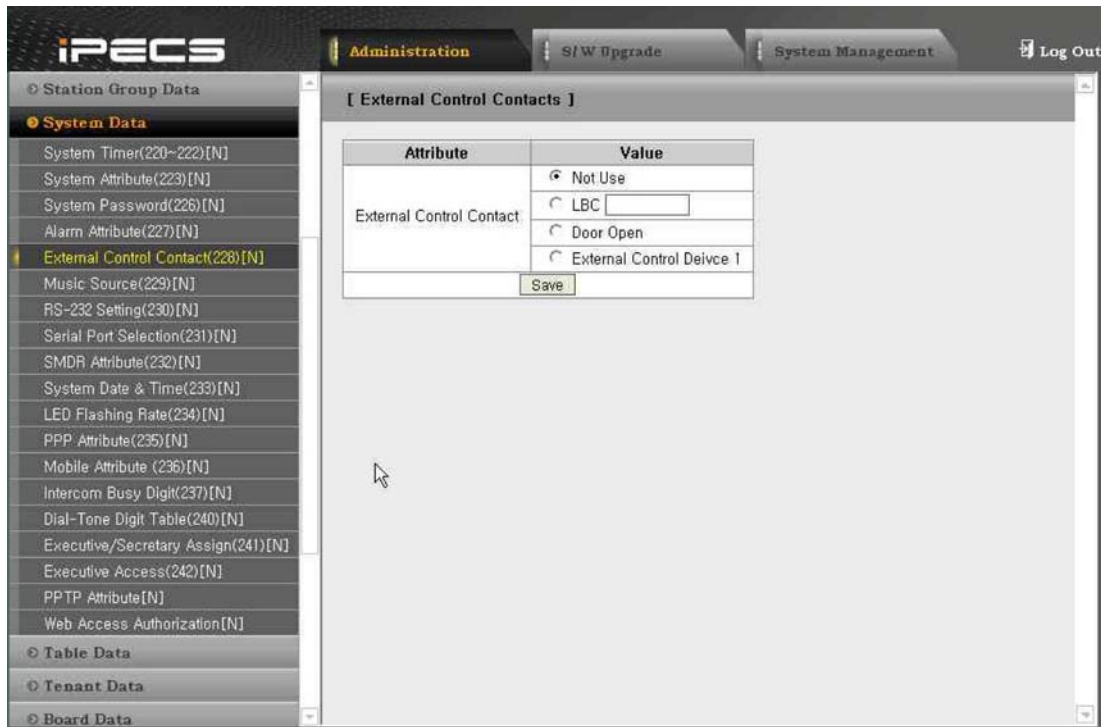 iPECS
Administration
S/W Upgrade
System Management
Log Out
Station Group Data
System Data
System Timer(220~222)[N]
System Attribute(223)[N]
System Password(226)[N]
Alarm Attribute(227)[N]
External Control Contact(228)[N]
Music Source(229)[N]
RS-232 Setting(230)[N]
Serial Port Selection(231)[N]
SMDR Attribute(232)[N]
System Date & Time(233)[N]
LED Flashing Rate(234)[N]
PPP Attribute(235)[N]
Mobile Attribute (236)[N]
Intercom Busy Digit(237)[N]
Dial-Tone Digit Table(240)[N]
Executive/Secretary Assign(241)[N]
Executive Access(242)[N]
PPTP Attribute[N]
Web Access Authorization[N]
Table Data
Tenant Data
Board Data
[ External Control Contacts ]
Attribute Value
External Control Contact
Not Use
LBC
Door Open
External Control Deivce 1
Save